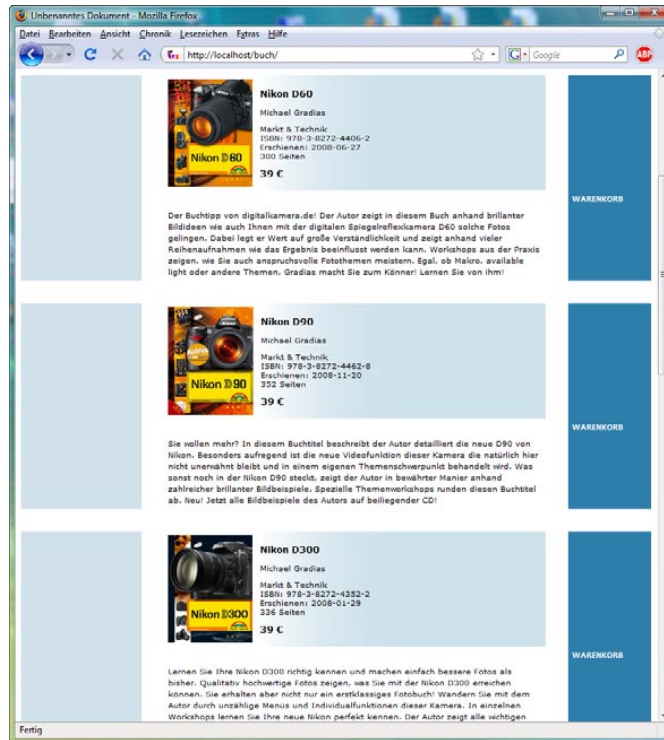 Unbenanntes Dokument - Mozilla Firefox
Datei Bearbeiten Ansicht Chronik Lesezeichen Extras Hilfe
http://localhost/buch/
Google
ABP
Nikon D60
Nikon D60
Michael Gradias
Markt & Technik
ISBN: 978-3-8272-4406-2
Erschienen: 2008-06-27
300 Seiten
39 €
WARENKORB
Der Buchtipp von digitalkamera.de! Der Autor zeigt in diesem Buch anhand brillanter
Bildideen wie auch Ihnen mit der digitalen Spiegelreflexkamera D60 solche Fotos
gelingen. Dabei legt er Wert auf große Verständlichkeit und zeigt anhand vieler
Reihenaufnahmen wie das Ergebnis beeinflusst werden kann. Workshops aus der Praxis
zeigen, wie Sie auch anspruchsvolle Fotothemen meistern. Egal, ob Makro, available
light oder andere Themen, Gradias macht Sie zum Könner! Lernen Sie von ihm!
Nikon D90
Nikon D90
Michael Gradias
Markt & Technik
ISBN: 978-3-8272-4462-8
Erschienen: 2008-11-20
352 Seiten
39 €
WARENKORB
Sie wollen mehr? In diesem Buchtitel beschreibt der Autor detailliert die neue D90 von
Nikon. Besonders aufregend ist die neue Videofunktion dieser Kamera die natürlich hier
nicht unerwähnt bleibt und in einem eigenen Themenschwerpunkt behandelt wird. Was
sonst noch in der Nikon D90 steckt, zeigt der Autor in bewährter Manier anhand
zahlreicher brillanter Bildbeispiele. Spezielle Themenworkshops runden diesen Buchtitel
ab. Neu! Jetzt alle Bildbeispiele des Autors auf beiliegender CD!
Nikon D300
Nikon D300
Michael Gradias
Markt & Technik
ISBN: 978-3-8272-4352-2
Erschienen: 2008-01-29
336 Seiten
39 €
WARENKORB
Lernen Sie Ihre Nikon D300 richtig kennen und machen einfach bessere Fotos als
bisher. Qualitativ hochwertige Fotos zeigen, was Sie mit der Nikon D300 erreichen
können. Sie erhalten aber nicht nur ein erstklassiges Fotobuch! Wandern Sie mit dem
Autor durch unzählige Menüs und Individualfunktionen dieser Kamera. In einzelnen
Workshops lernen Sie Ihre neue Nikon perfekt kennen. Der Autor zeigt alle wichtigen
Fertig